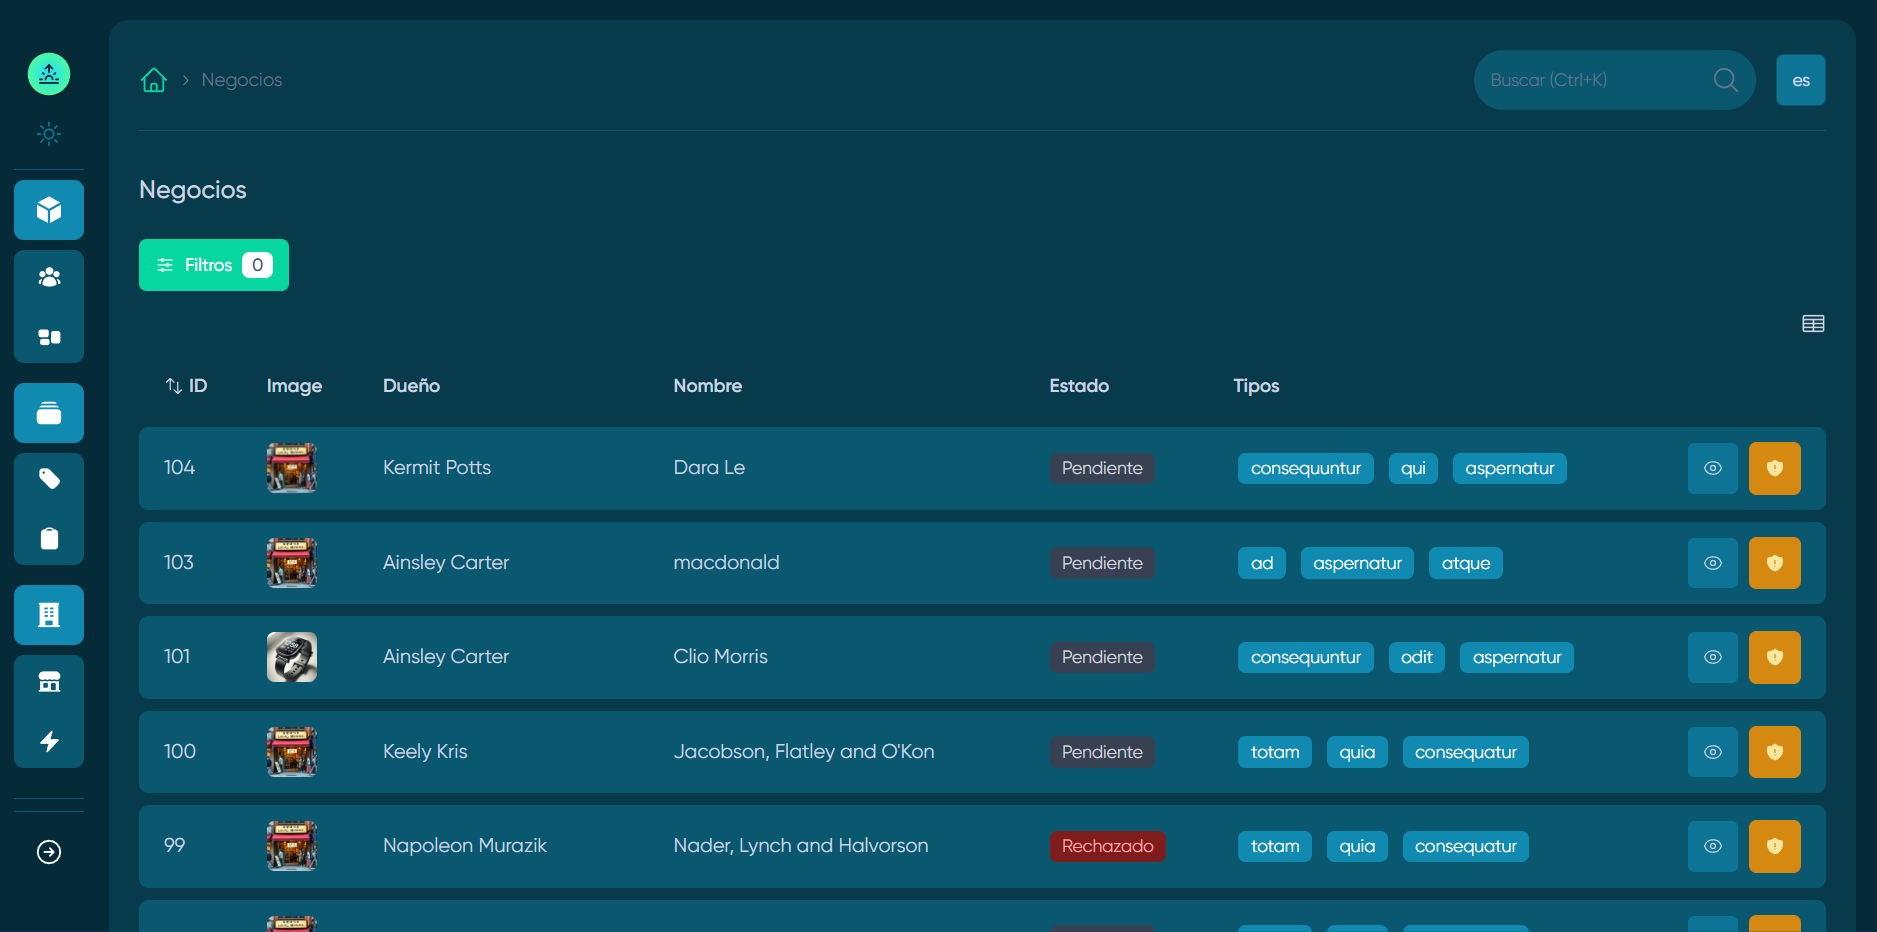 Negocios
Buscar (Ctrl+K)
es
Negocios
Filtros 0
ID Image Dueño Nombre Estado Tipos
104 Kermit Potts Dara Le Pendiente consequuntur qui aspernatur
103 Ainsley Carter macdonald Pendiente ad aspernatur atque
101 Ainsley Carter Clio Morris Pendiente consequuntur odit aspernatur
100 Keely Kris Jacobson, Flatley and O'Kon Pendiente totam quia consequatur
99 Napoleon Murazik Nader, Lynch and Halvorson Rechazado totam quia consequatur